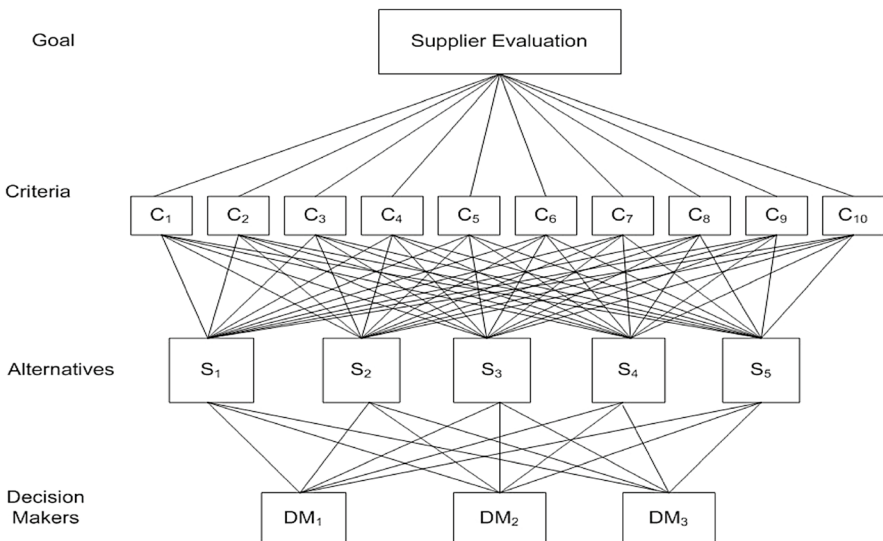 Goal
Supplier Evaluation
Criteria
C₁ C₂ C₃ C₄ C₅ C₆ C₇ C₈ C₉ C₁₀
Alternatives
S₁ S₂ S₃ S₄ S₅
Decision
Makers
DM₁ DM₂ DM₃